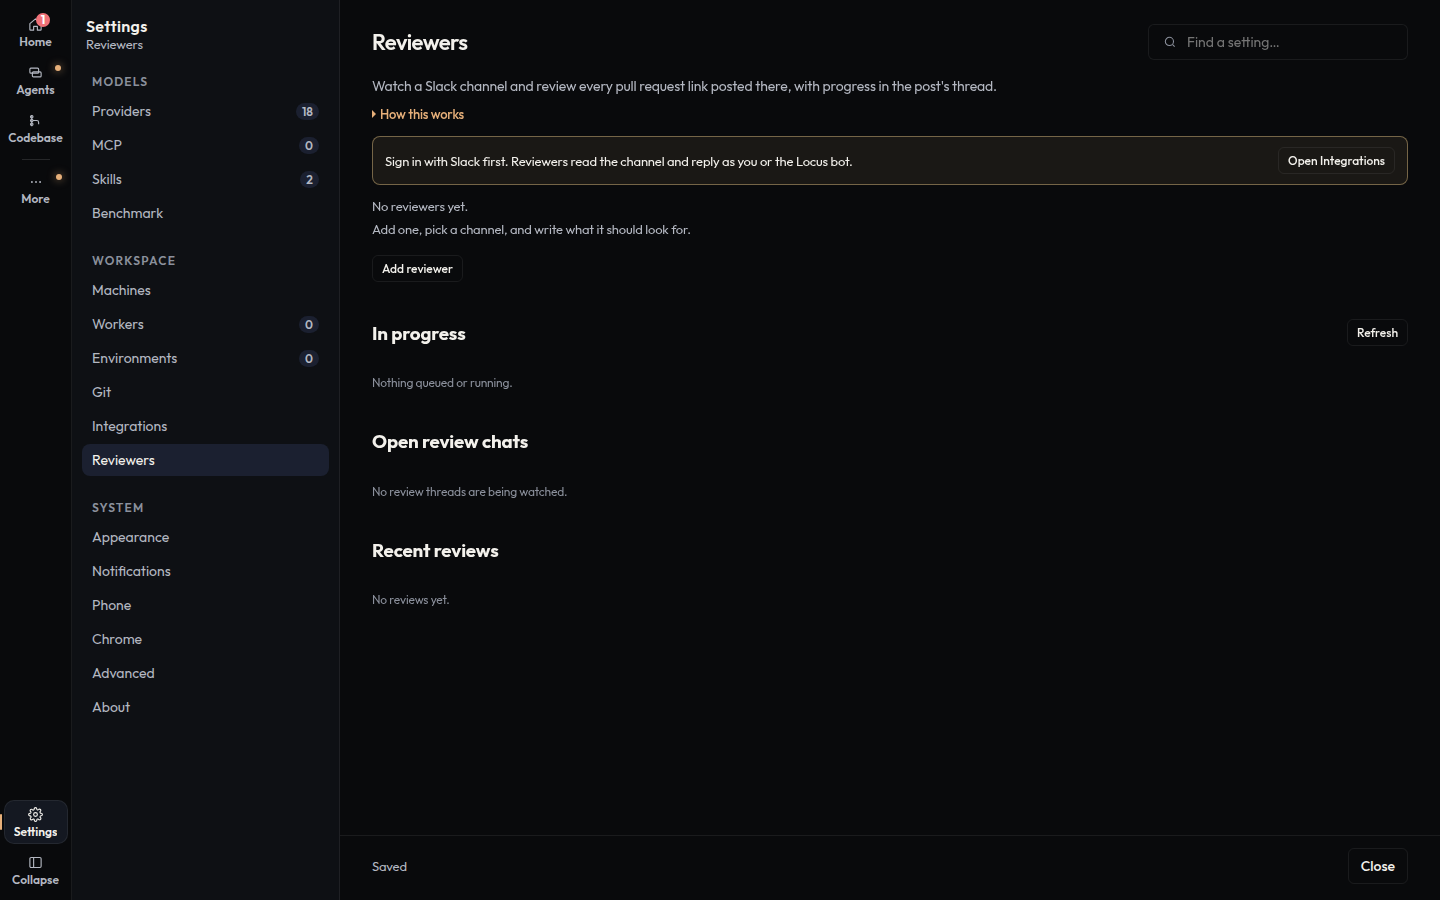 1
Home
Agents
Codebase
...
More
Settings
Collapse
Settings
Reviewers
MODELS
Providers 18
MCP 0
Skills 2
Benchmark
WORKSPACE
Machines
Workers 0
Environments 0
Git
Integrations
Reviewers
SYSTEM
Appearance
Notifications
Phone
Chrome
Advanced
About
Reviewers
Find a setting...
Watch a Slack channel and review every pull request link posted there, with progress in the post's thread.
How this works
Sign in with Slack first. Reviewers read the channel and reply as you or the Locus bot.
Open Integrations
No reviewers yet.
Add one, pick a channel, and write what it should look for.
Add reviewer
In progress
Refresh
Nothing queued or running.
Open review chats
No review threads are being watched.
Recent reviews
No reviews yet.
Saved
Close